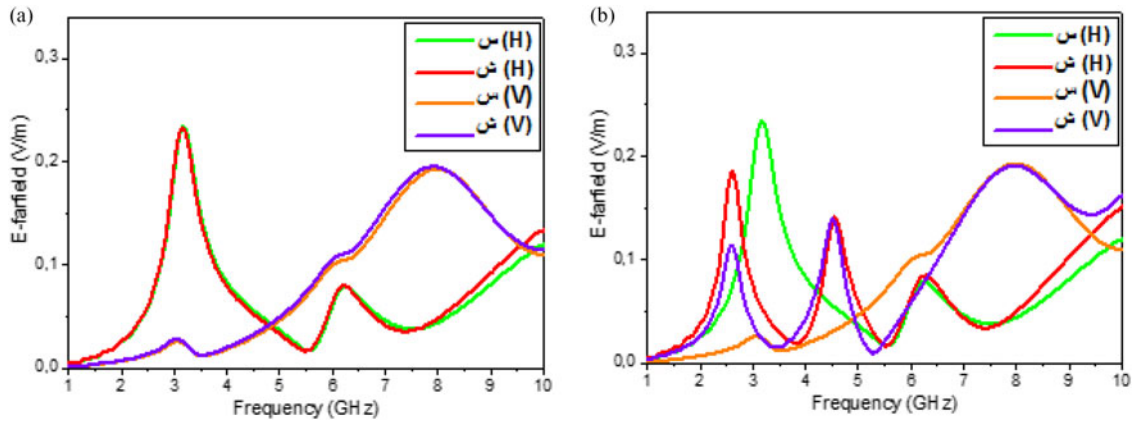 (a)
0,3
0,2
0,1
0,0
E-farfield (V/m)
س (H)
ش (H)
س (V)
ش (V)
1 2 3 4 5 6 7 8 9 10
Frequency (GHz)
(b)
0,3
0,2
0,1
0,0
E-farfield (V/m)
س (H)
ش (H)
س (V)
ش (V)
1 2 3 4 5 6 7 8 9 10
Frequency (GHz)